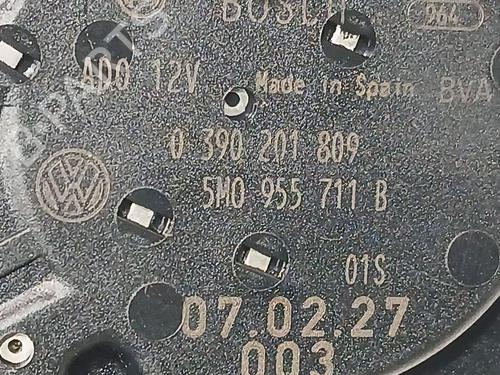 BOSCH
964
ADO 12V
Made in Spain
BVA
0 390 201 809
5M0 955 711 B
01S
07.02.27
003